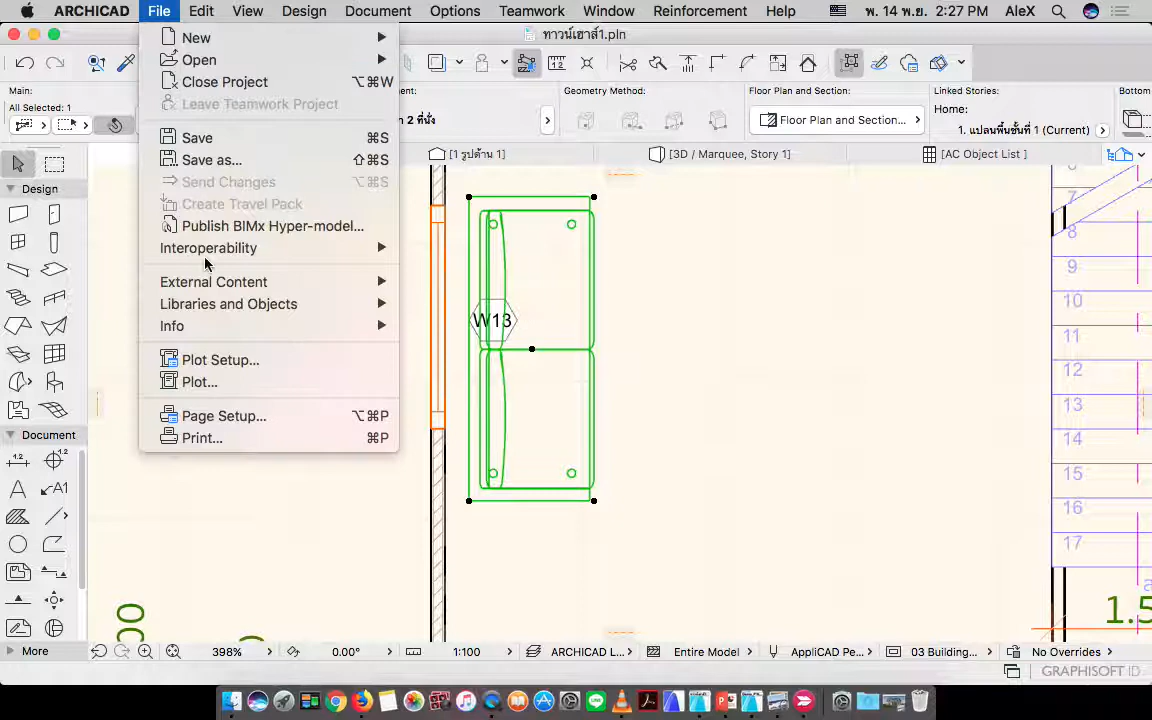 ARCHICAD File Edit View Design Document Options Teamwork Window Reinforcement Help พ. 14 พ.ย. 2:27 PM AleX
ทาวน์เฮาส์1.pln
New
Open
Close Project ⌥⌘W
Leave Teamwork Project
Save ⌘S
Save as... ⇧⌘S
Send Changes ⌥⌘S
Create Travel Pack
Publish BIMx Hyper-model...
Interoperability
External Content
Libraries and Objects
Info
Plot Setup...
Plot...
Page Setup... ⌥⌘P
Print... ⌘P
Main:
All Selected: 1
ent:
2 ที่นั่ง
Geometry Method:
Floor Plan and Section:
Floor Plan and Section...
Linked Stories:
Home:
1. แปลนพื้นชั้นที่ 1 (Current)
Bottom
[1 รูปด้าน 1]
[3D / Marquee, Story 1]
[AC Object List ]
Design
Document
More
W13
7
8
9
10
11
12
13
14
15
16
17
1.5
00
398%
0.00°
1:100
ARCHICAD L...
Entire Model
AppliCAD Pe...
03 Building...
No Overrides
GRAPHISOFT ID